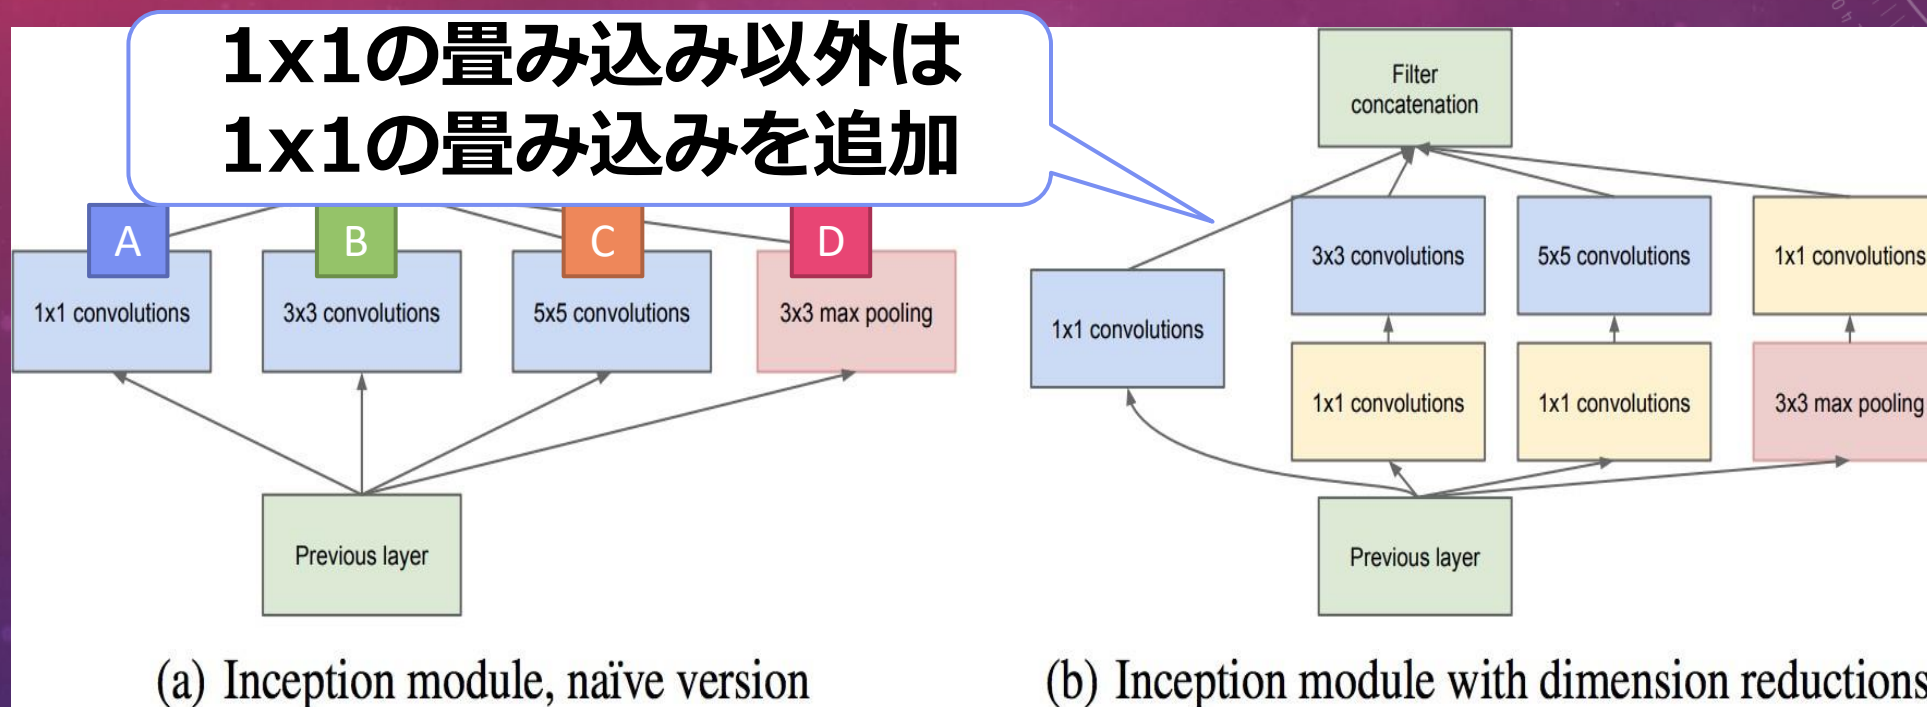 1x1の畳み込み以外は
1x1の畳み込みを追加
A
B
C
D
1x1 convolutions
3x3 convolutions
5x5 convolutions
3x3 max pooling
Previous layer
(a) Inception module, naïve version
Filter
concatenation
3x3 convolutions
5x5 convolutions
1x1 convolutions
1x1 convolutions
1x1 convolutions
1x1 convolutions
3x3 max pooling
Previous layer
(b) Inception module with dimension reductions